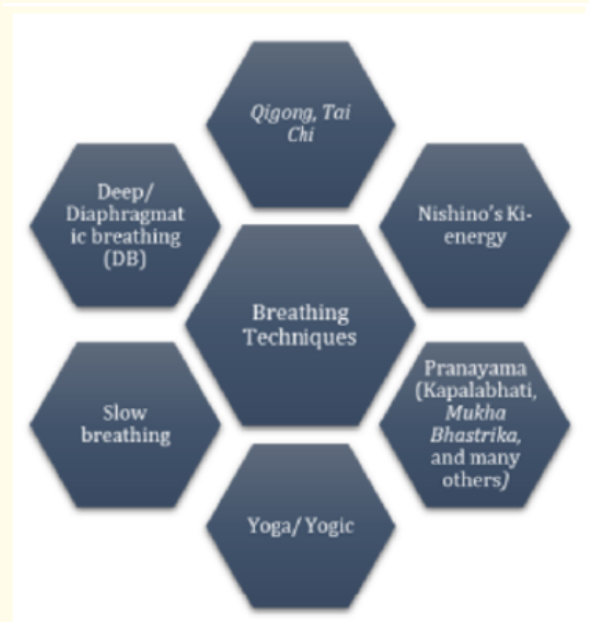 Qigong, Tai
Chi
Deep/
Diaphragmat
ic breathing
(DB)
Nishino's Ki-
energy
Breathing
Techniques
Slow
breathing
Pranayama
(Kapalabhati,
Mukha
Bhastrika,
and many
others)
Yoga/ Yogic